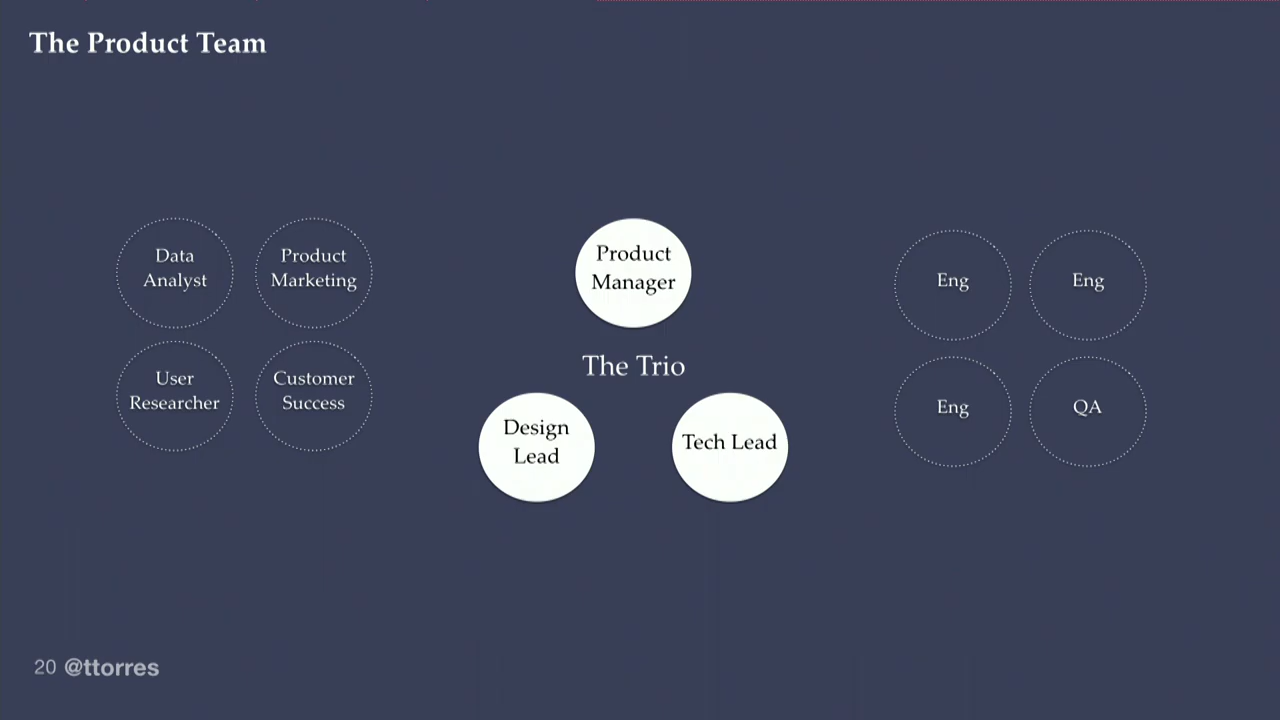 The Product Team
Data
Analyst
Product
Marketing
User
Researcher
Customer
Success
Product
Manager
The Trio
Design
Lead
Tech Lead
Eng
Eng
Eng
QA
20 @ttorres